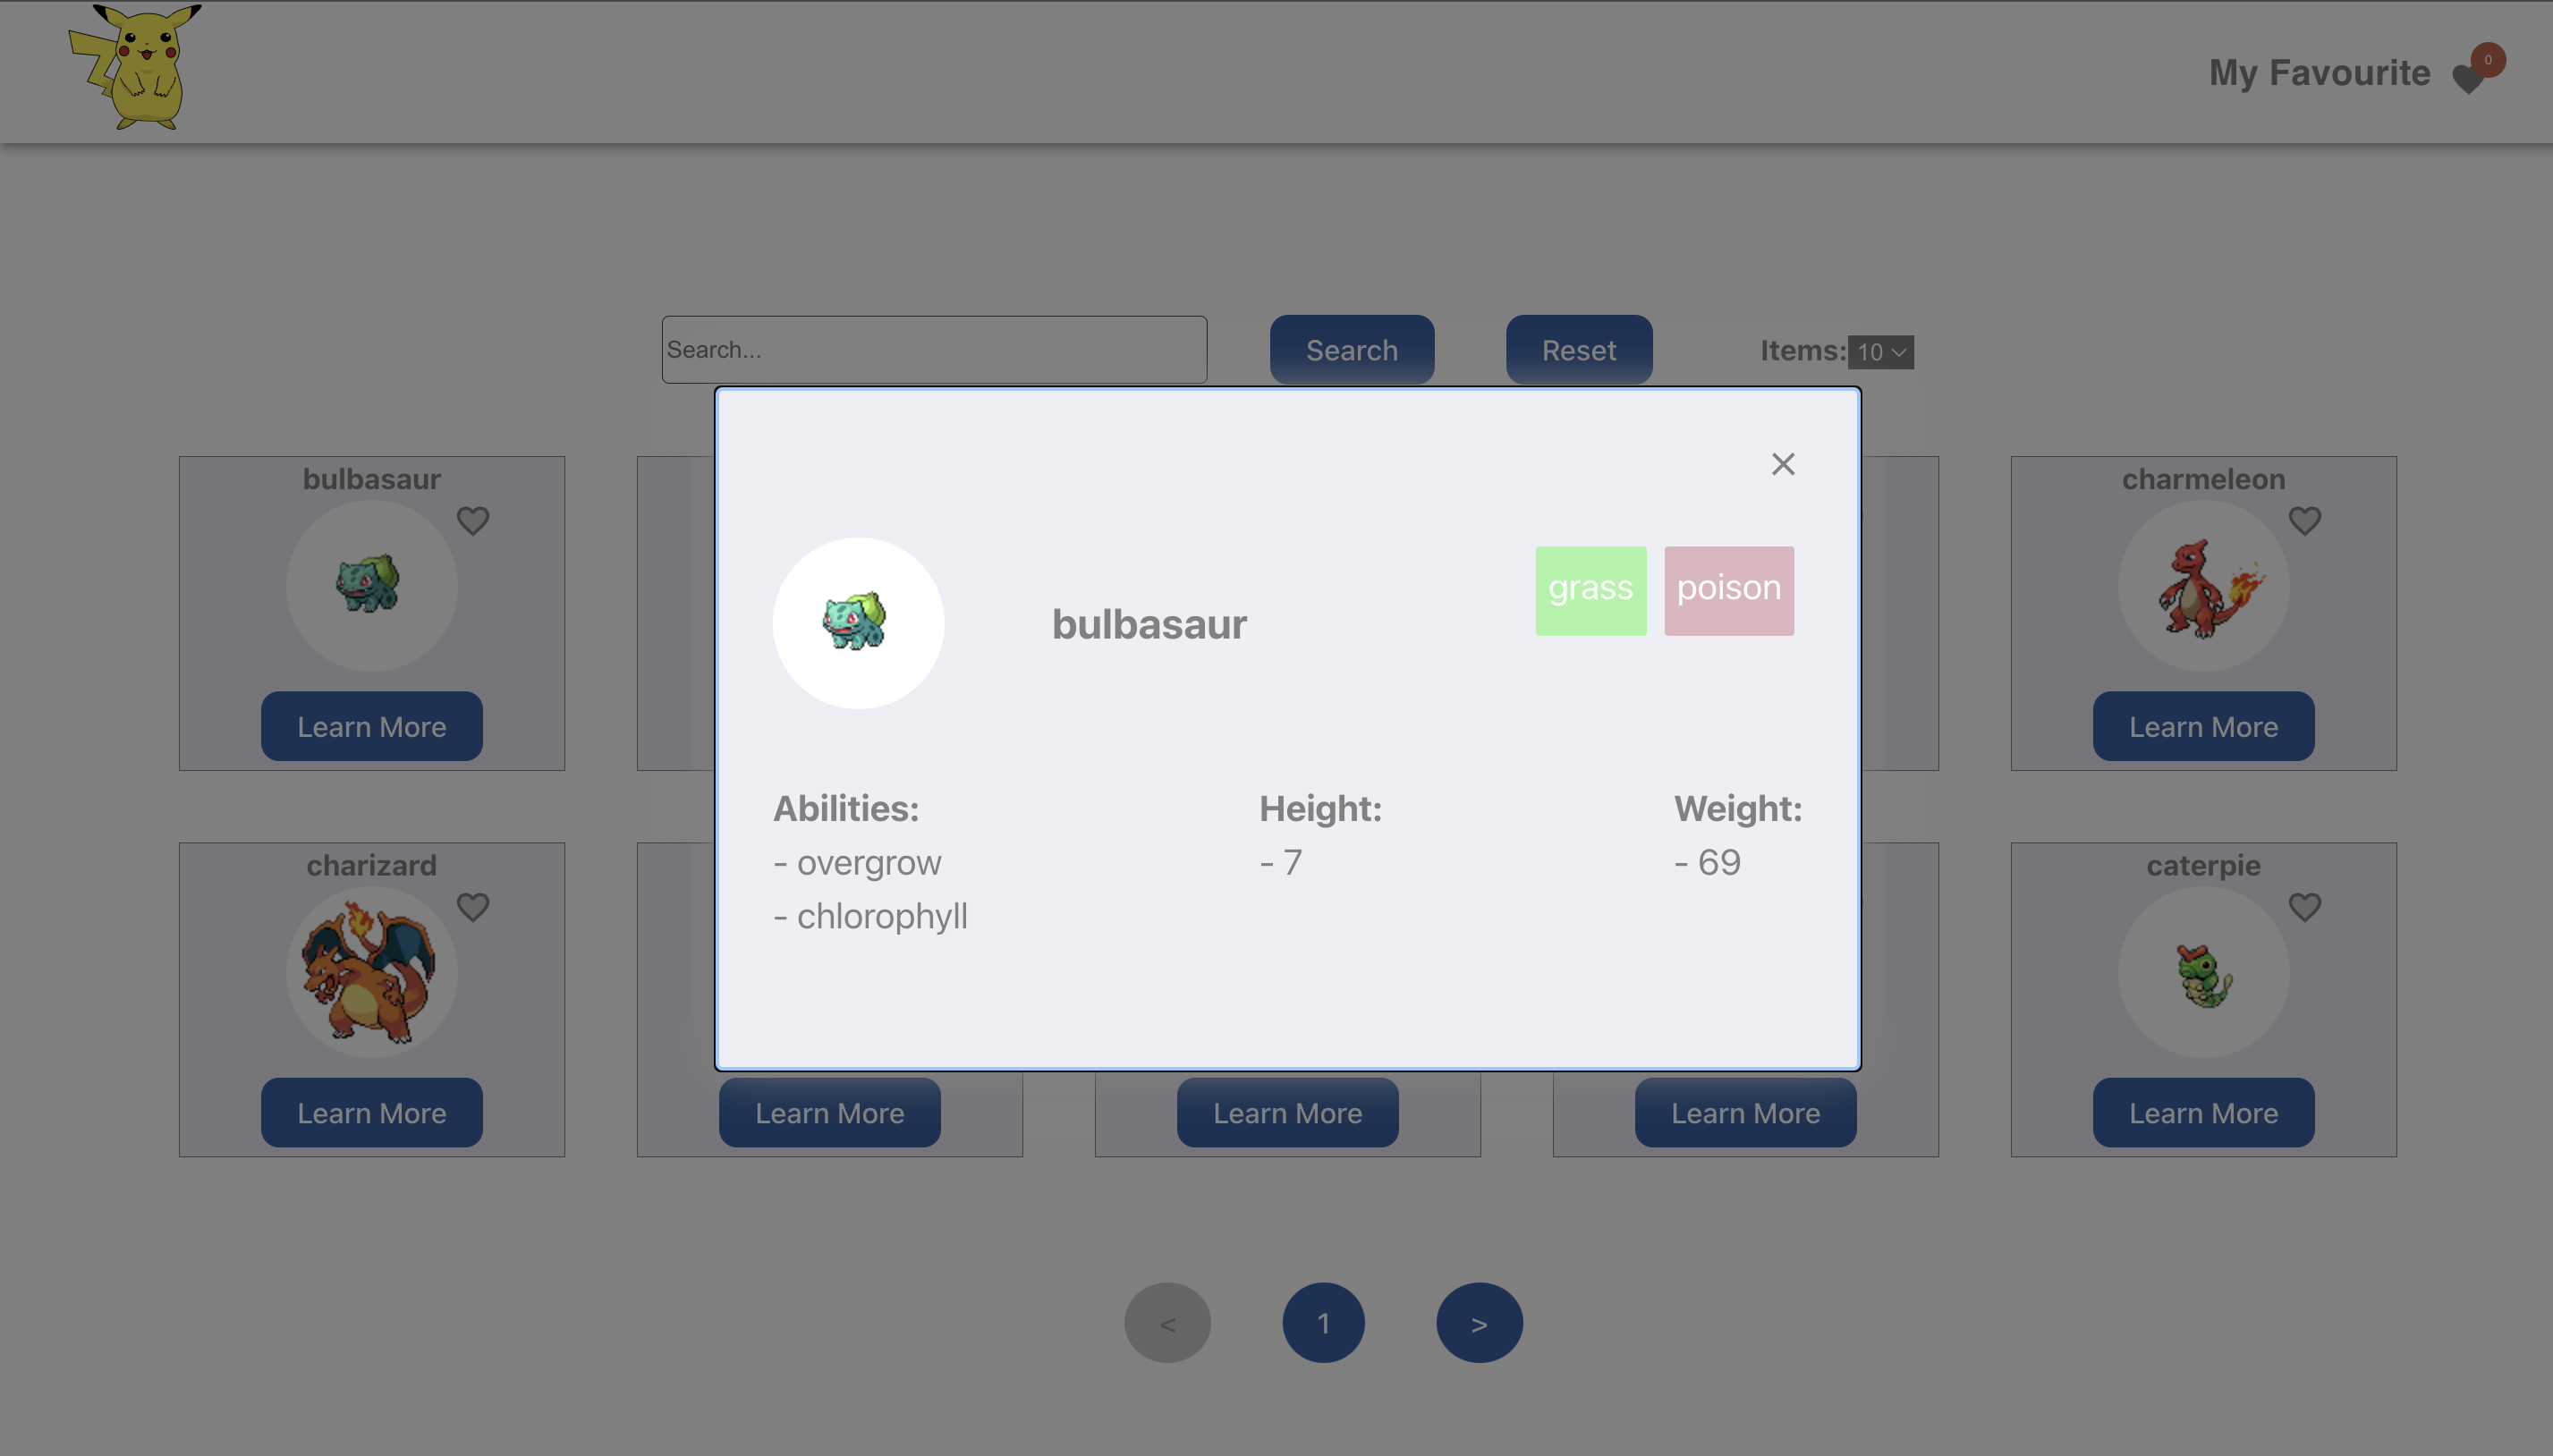 My Favourite 0
Search...
Search
Reset
Items: 10
bulbasaur
Learn More
charmeleon
Learn More
bulbasaur
grass
poison
Abilities:
- overgrow
- chlorophyll
Height:
- 7
Weight:
- 69
charizard
Learn More
Learn More
Learn More
Learn More
caterpie
Learn More
<
1
>